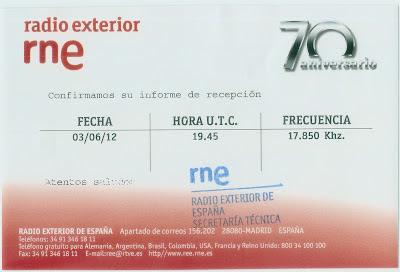 radio exterior
rne
70
aniversario
Confirmamos su informe de recepción
FECHA HORA U.T.C. FRECUENCIA
03/06/12 19.45 17.850 Khz.
Atentos saludos
rne
RADIO EXTERIOR DE
ESPAÑA
SECRETARÍA TÉCNICA
RADIO EXTERIOR DE ESPAÑA Apartado de correos 156.202 28080-MADRID ESPAÑA
Teléfonos: 34 91 346 18 11
Teléfono gratuito para Alemania, Argentina, Brasil, Colombia, USA, Francia y Reino Unido: 800 34 100 100
Fax: 34 91 346 18 11 E-mail:ree@rtve.es http//www.ree.rne.es